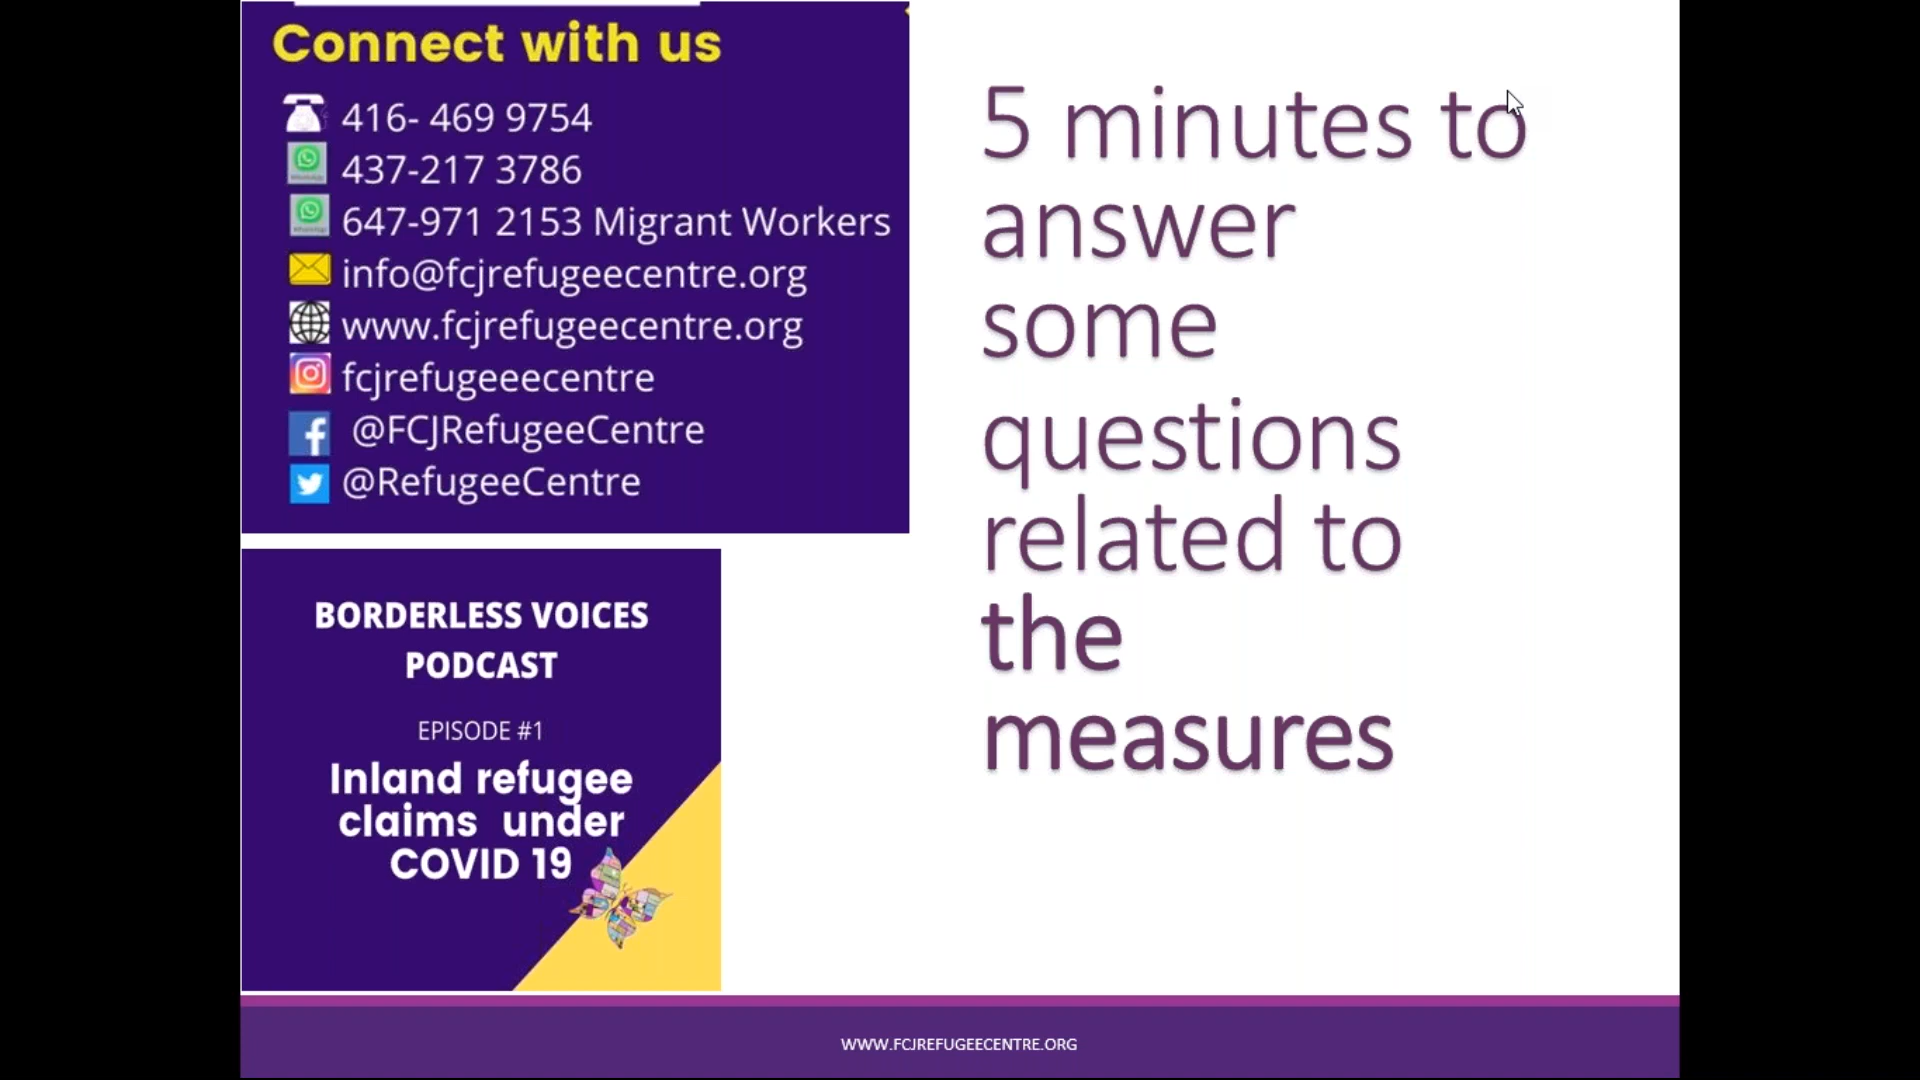 Connect with us
416- 469 9754
437-217 3786
647-971 2153 Migrant Workers
info@fcjrefugeecentre.org
www.fcjrefugeecentre.org
fcjrefugeeecentre
@FCJRefugeeCentre
@RefugeeCentre
BORDERLESS VOICES
PODCAST
EPISODE #1
Inland refugee
claims under
COVID 19
5 minutes to
answer
some
questions
related to
the
measures
WWW.FCJREFUGEECENTRE.ORG